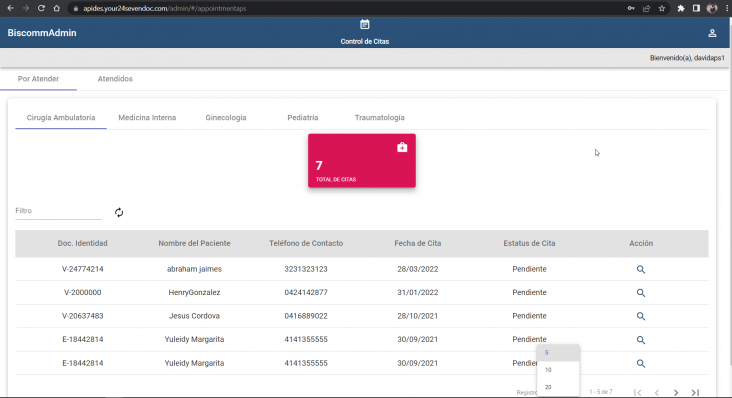 apides.your24sevendoc.com/admin/#/appointmentaps
BiscommAdmin
Control de Citas
Bienvenido(a), davidaps1
Por Atender Atendidos
Cirugía Ambulatoria Medicina Interna Ginecología Pediatría Traumatología
7
TOTAL DE CITAS
Filtro
Doc. Identidad Nombre del Paciente Teléfono de Contacto Fecha de Cita Estatus de Cita Acción
V-24774214 abraham jaimes 3231323123 28/03/2022 Pendiente
V-2000000 HenryGonzalez 0424142877 31/01/2022 Pendiente
V-20637483 Jesus Cordova 0416889022 28/10/2021 Pendiente
E-18442814 Yuleidy Margarita 4141355555 30/09/2021 Pendiente
E-18442814 Yuleidy Margarita 4141355555 30/09/2021 Pendie
5
10
20
Registro 1 - 5 de 7